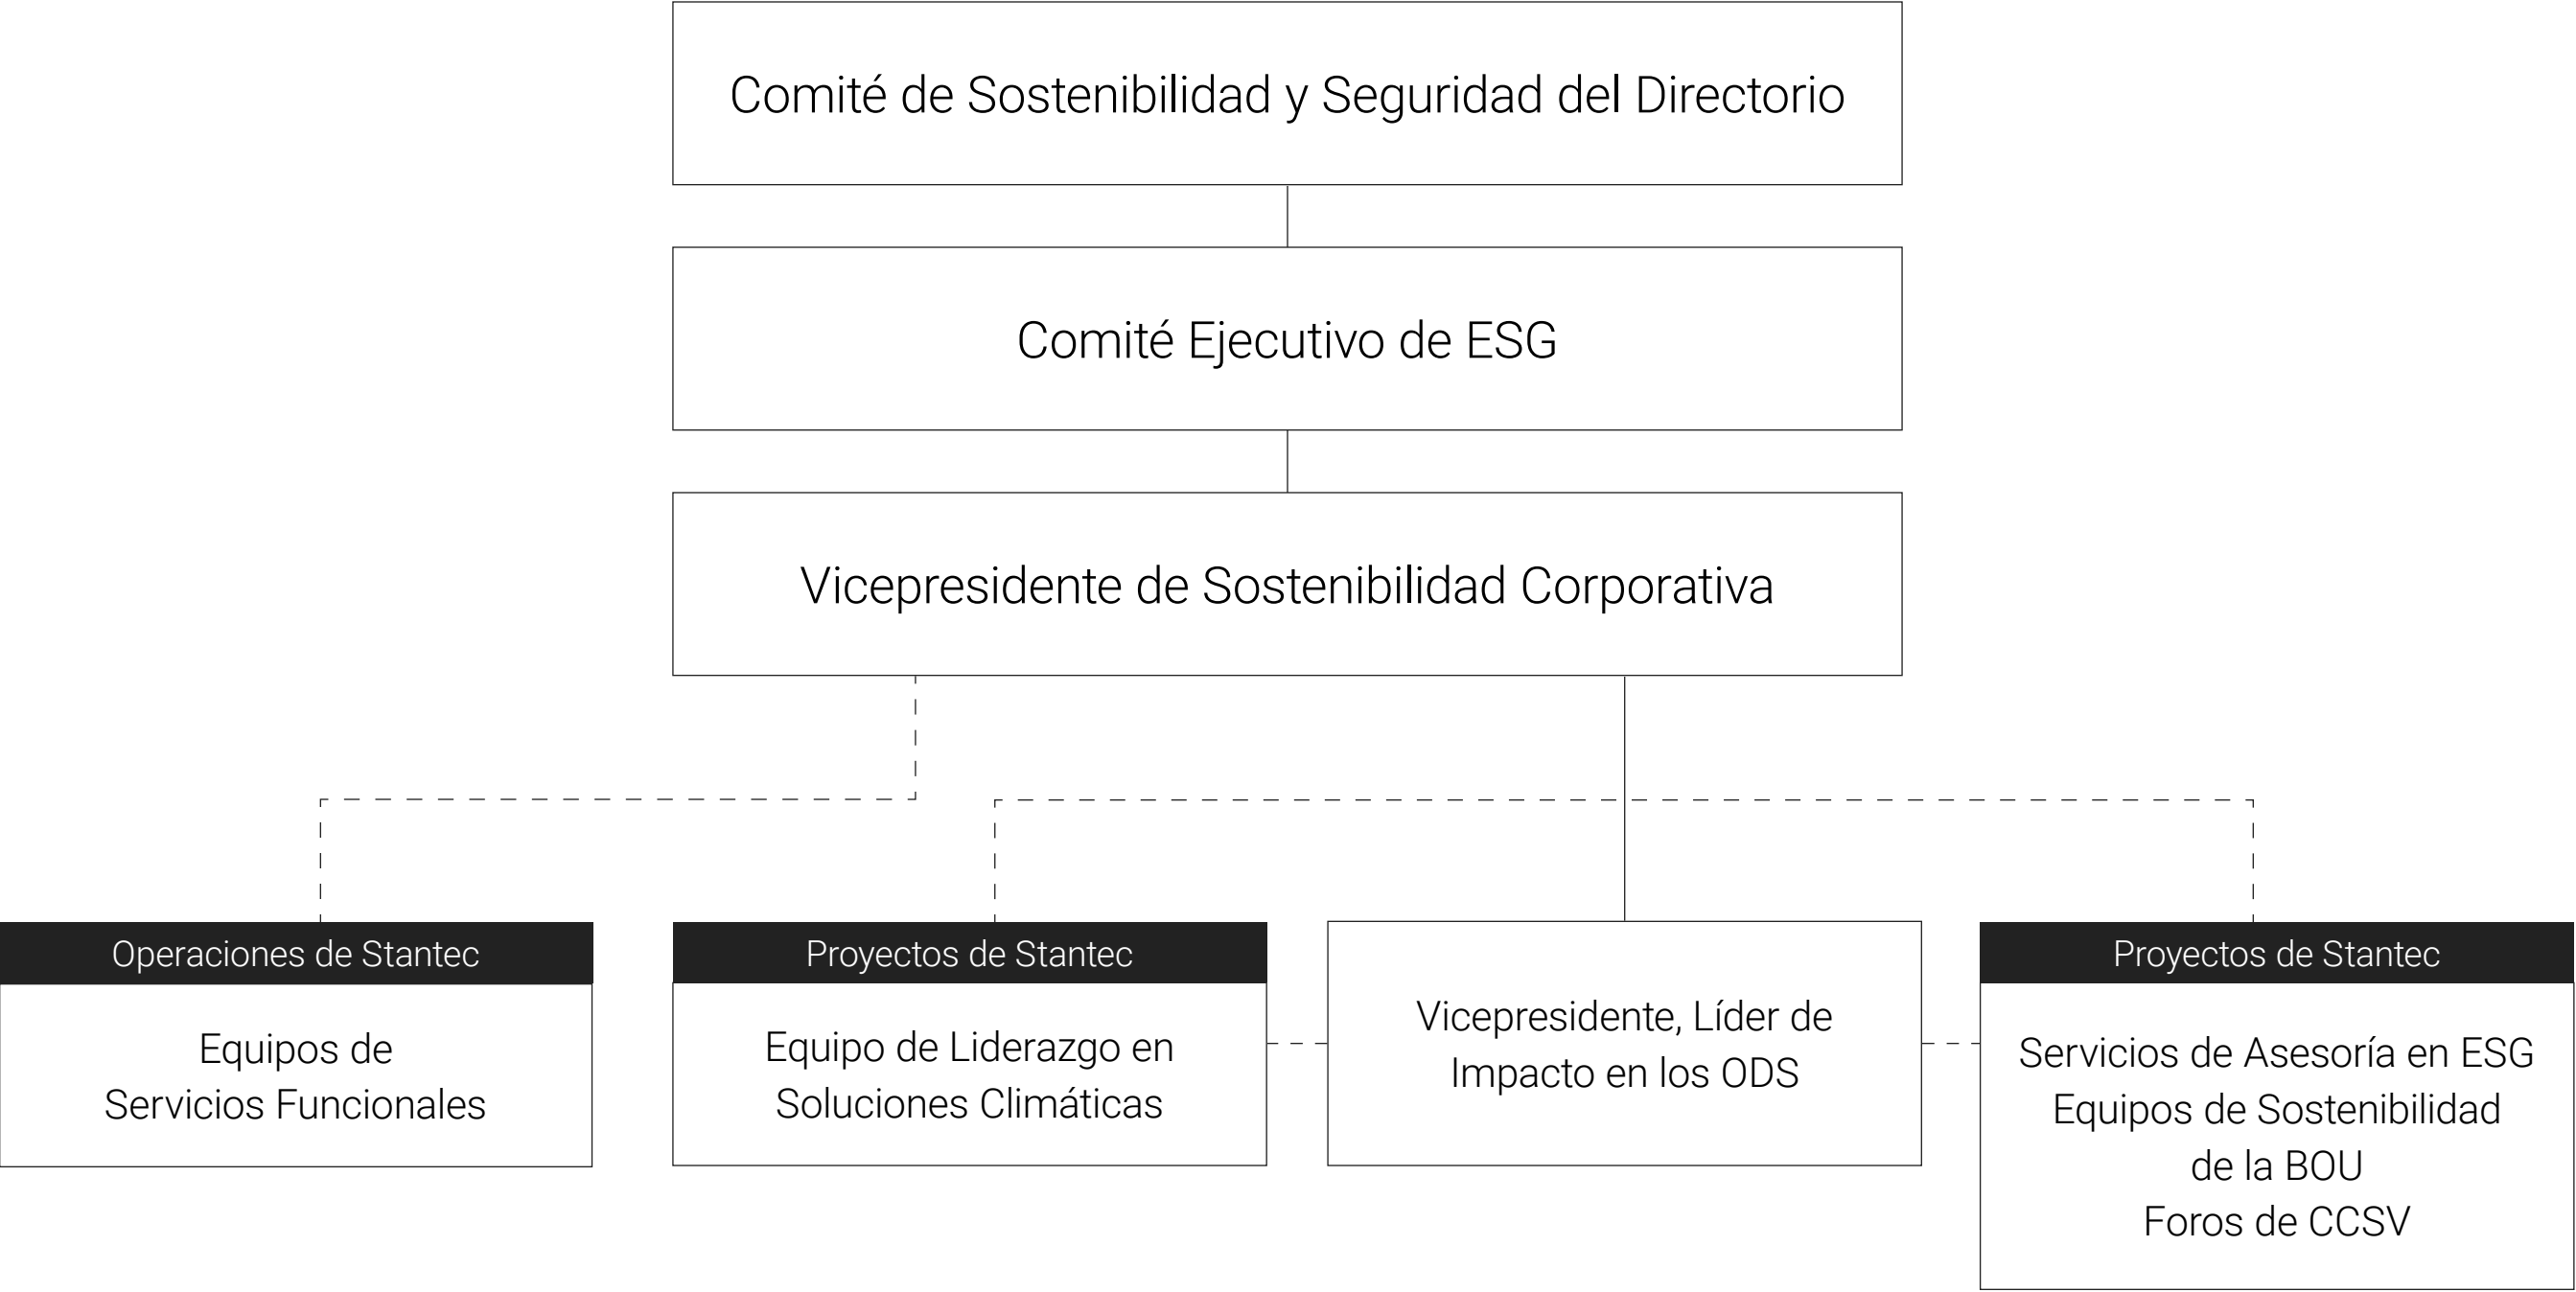 Comité de Sostenibilidad y Seguridad del Directorio
Comité Ejecutivo de ESG
Vicepresidente de Sostenibilidad Corporativa
Operaciones de Stantec
Equipos de
Servicios Funcionales
Proyectos de Stantec
Equipo de Liderazgo en
Soluciones Climáticas
Vicepresidente, Líder de
Impacto en los ODS
Proyectos de Stantec
Servicios de Asesoría en ESG
Equipos de Sostenibilidad
de la BOU
Foros de CCSV